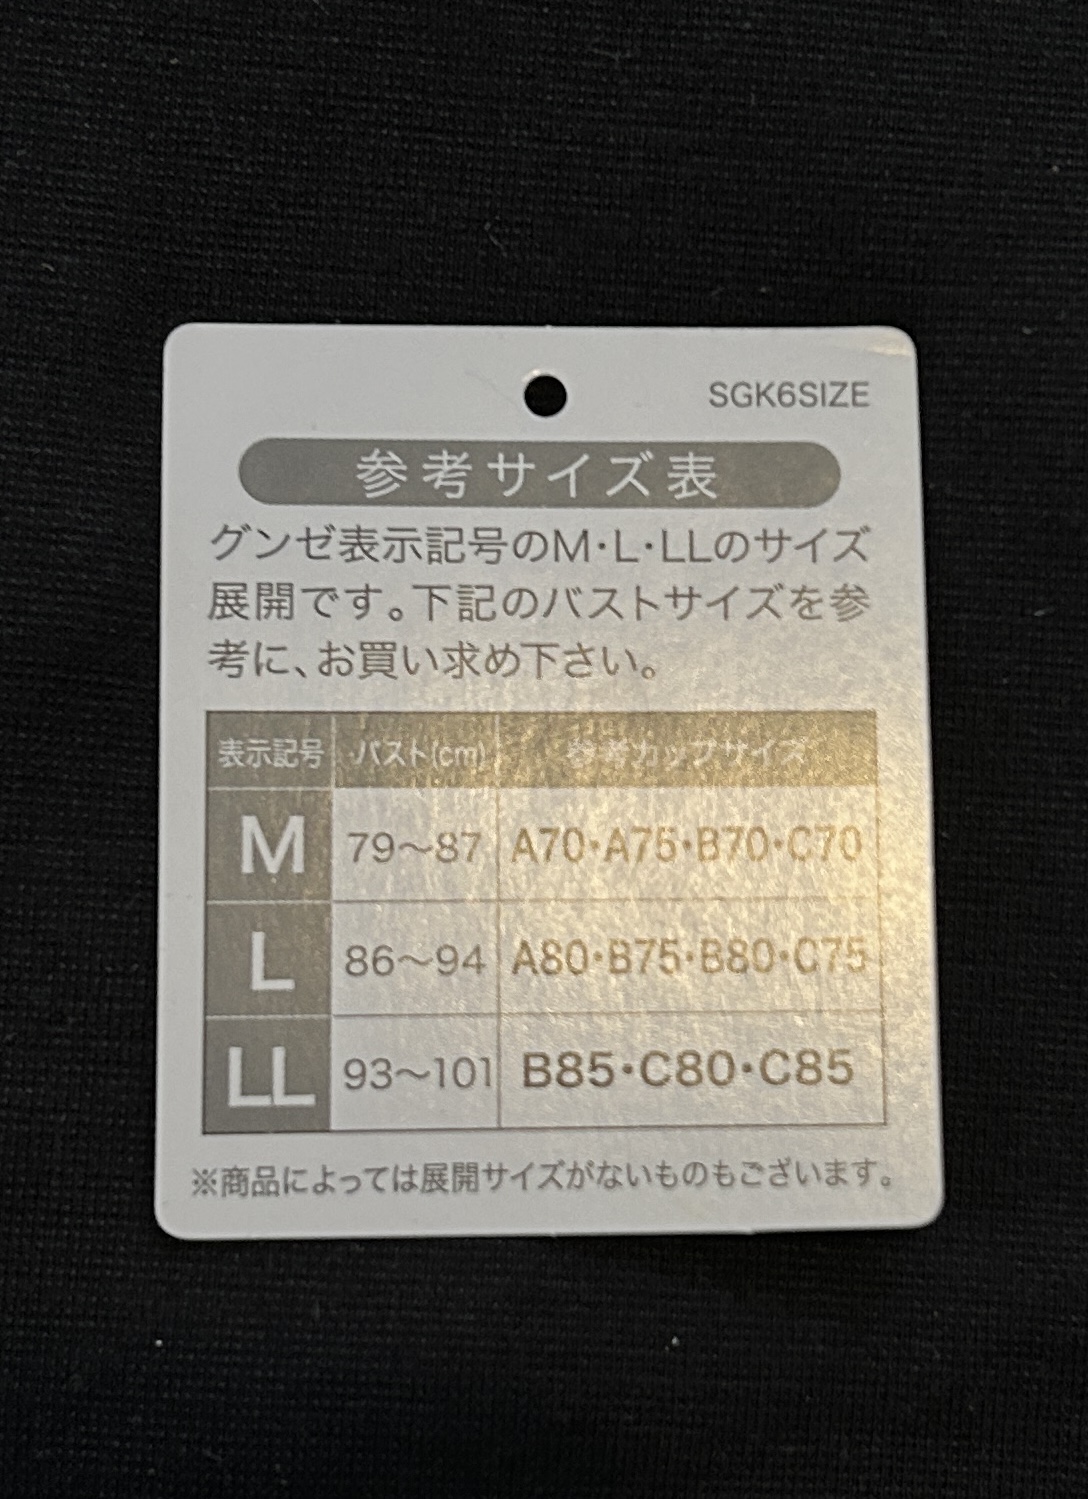 SGK6SIZE
参考サイズ表
グンゼ表示記号のM・L・LLのサイズ
展開です。下記のバストサイズを参
考に、お買い求め下さい。
表示記号 バスト(cm) 参考カップサイズ
M 79〜87 A70・A75・B70・C70
L 86〜94 A80・B75・B80・C75
LL 93〜101 B85・C80・C85
※商品によっては展開サイズがないものもございます。